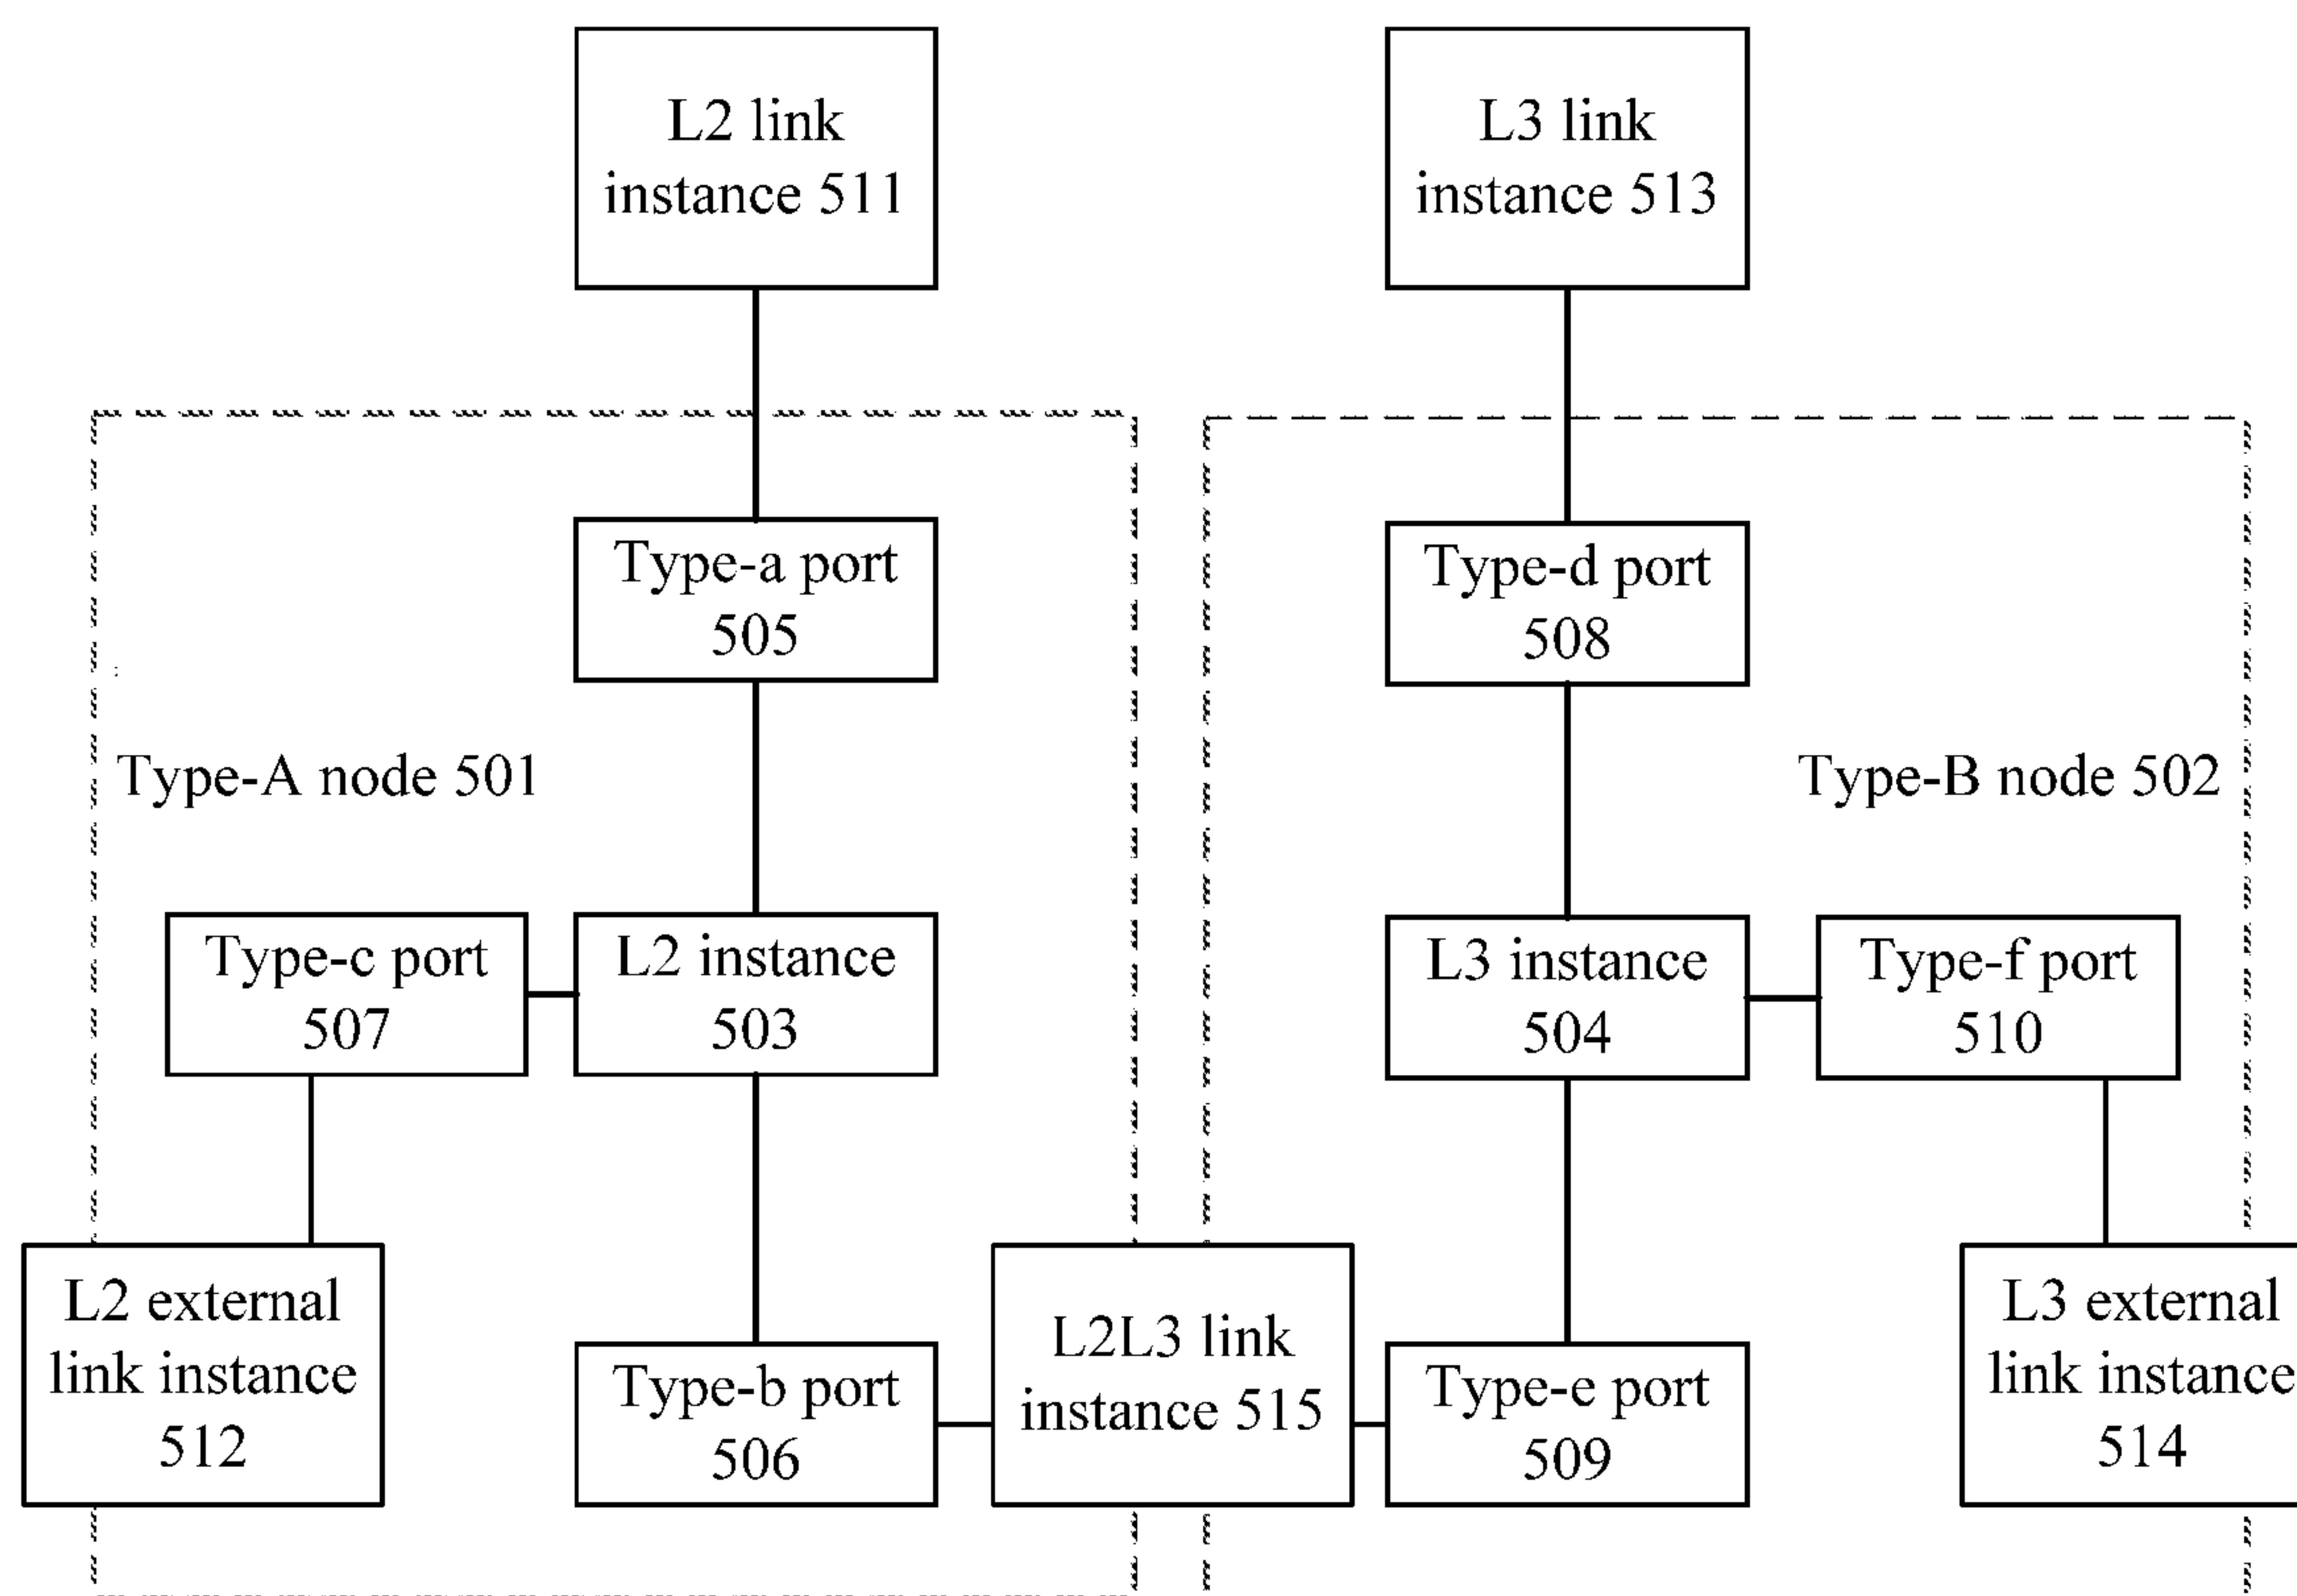 L2 link
instance 511
L3 link
instance 513
Type-a port
505
Type-d port
508
Type-A node 501
Type-B node 502
Type-c port
507
L2 instance
503
L3 instance
504
Type-f port
510
L2 external
link instance
512
Type-b port
506
L2L3 link
instance 515
Type-e port
509
L3 external
link instance
514